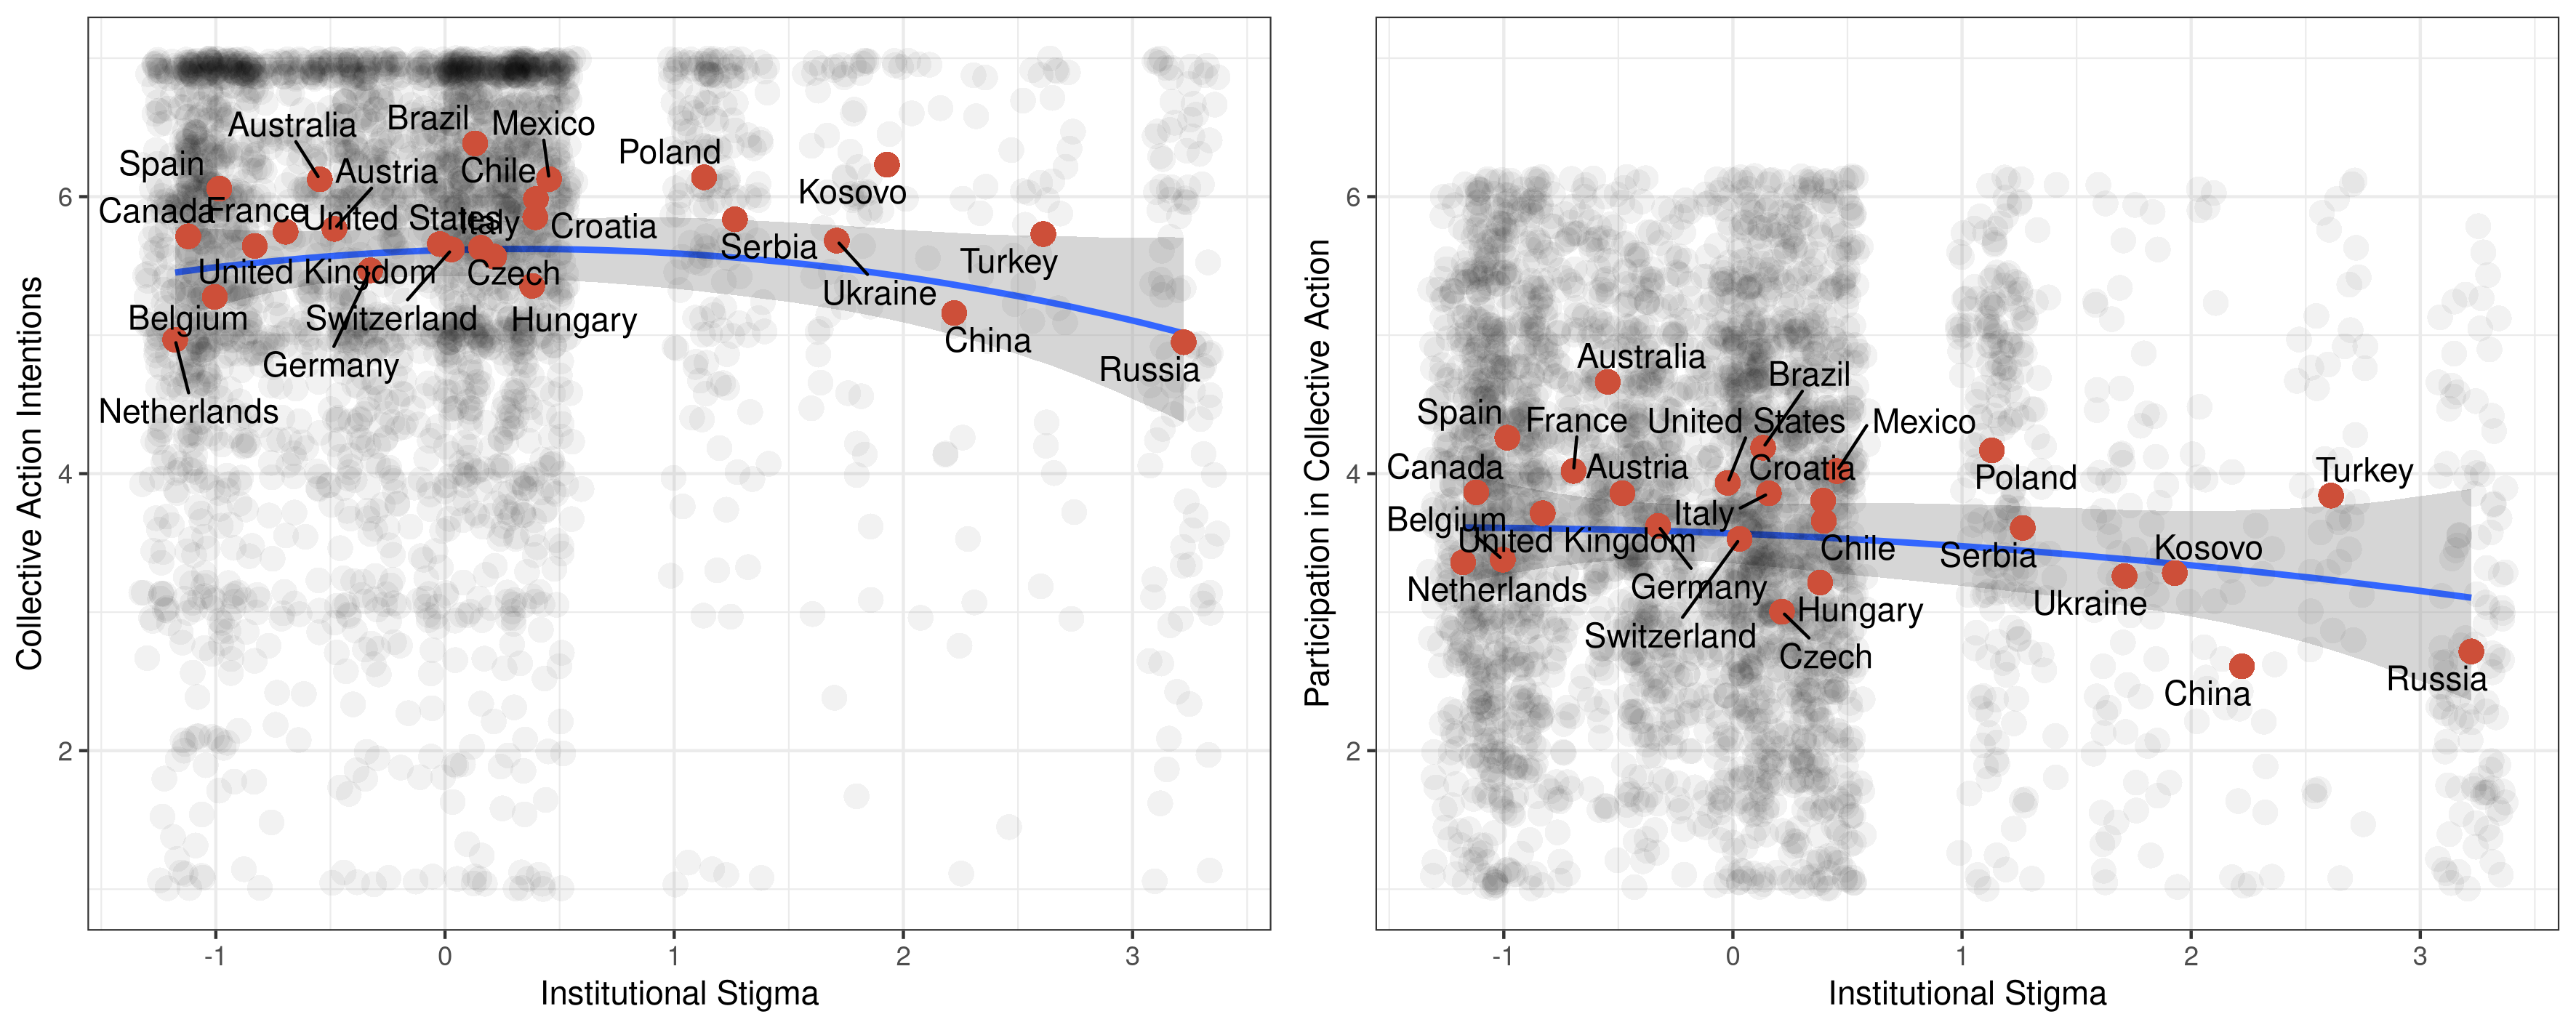 Collective Action Intentions
6
4
2
Australia
Brazil
Mexico
Spain
Austria
Chile
Poland
Kosovo
Canada
France
United States
Italy
Croatia
Serbia
Turkey
United Kingdom
Czech
Ukraine
Belgium
Switzerland
Hungary
China
Germany
Russia
Netherlands
-1
0
1
2
3
Institutional Stigma
Participation in Collective Action
6
4
2
Australia
Brazil
Spain
France
United States
Mexico
Canada
Austria
Croatia
Poland
Turkey
Belgium
Italy
United Kingdom
Chile
Serbia
Kosovo
Netherlands
Germany
Hungary
Ukraine
Switzerland
Czech
China
Russia
-1
0
1
2
3
Institutional Stigma